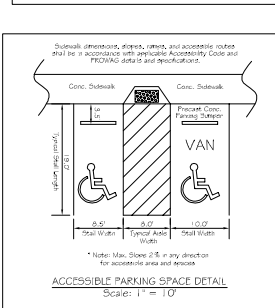 Sidewalk dimensions, slopes, ramps, and accessible routes
shall be in accordance with applicable Accessibility Code and
PROWAG details and specifications.
Conc. Sidewalk
Conc. Sidewalk
Precast Conc.
Parking Bumper
VAN
Typical Stall Length
19.0'
8.5'
8.0'
10.0'
Stall Width
Typical Aisle
Width
Stall Width
* Note: Max. Slope 2% in any direction
for accessible area and spaces
ACCESSIBLE PARKING SPACE DETAIL
Scale: 1" = 10'